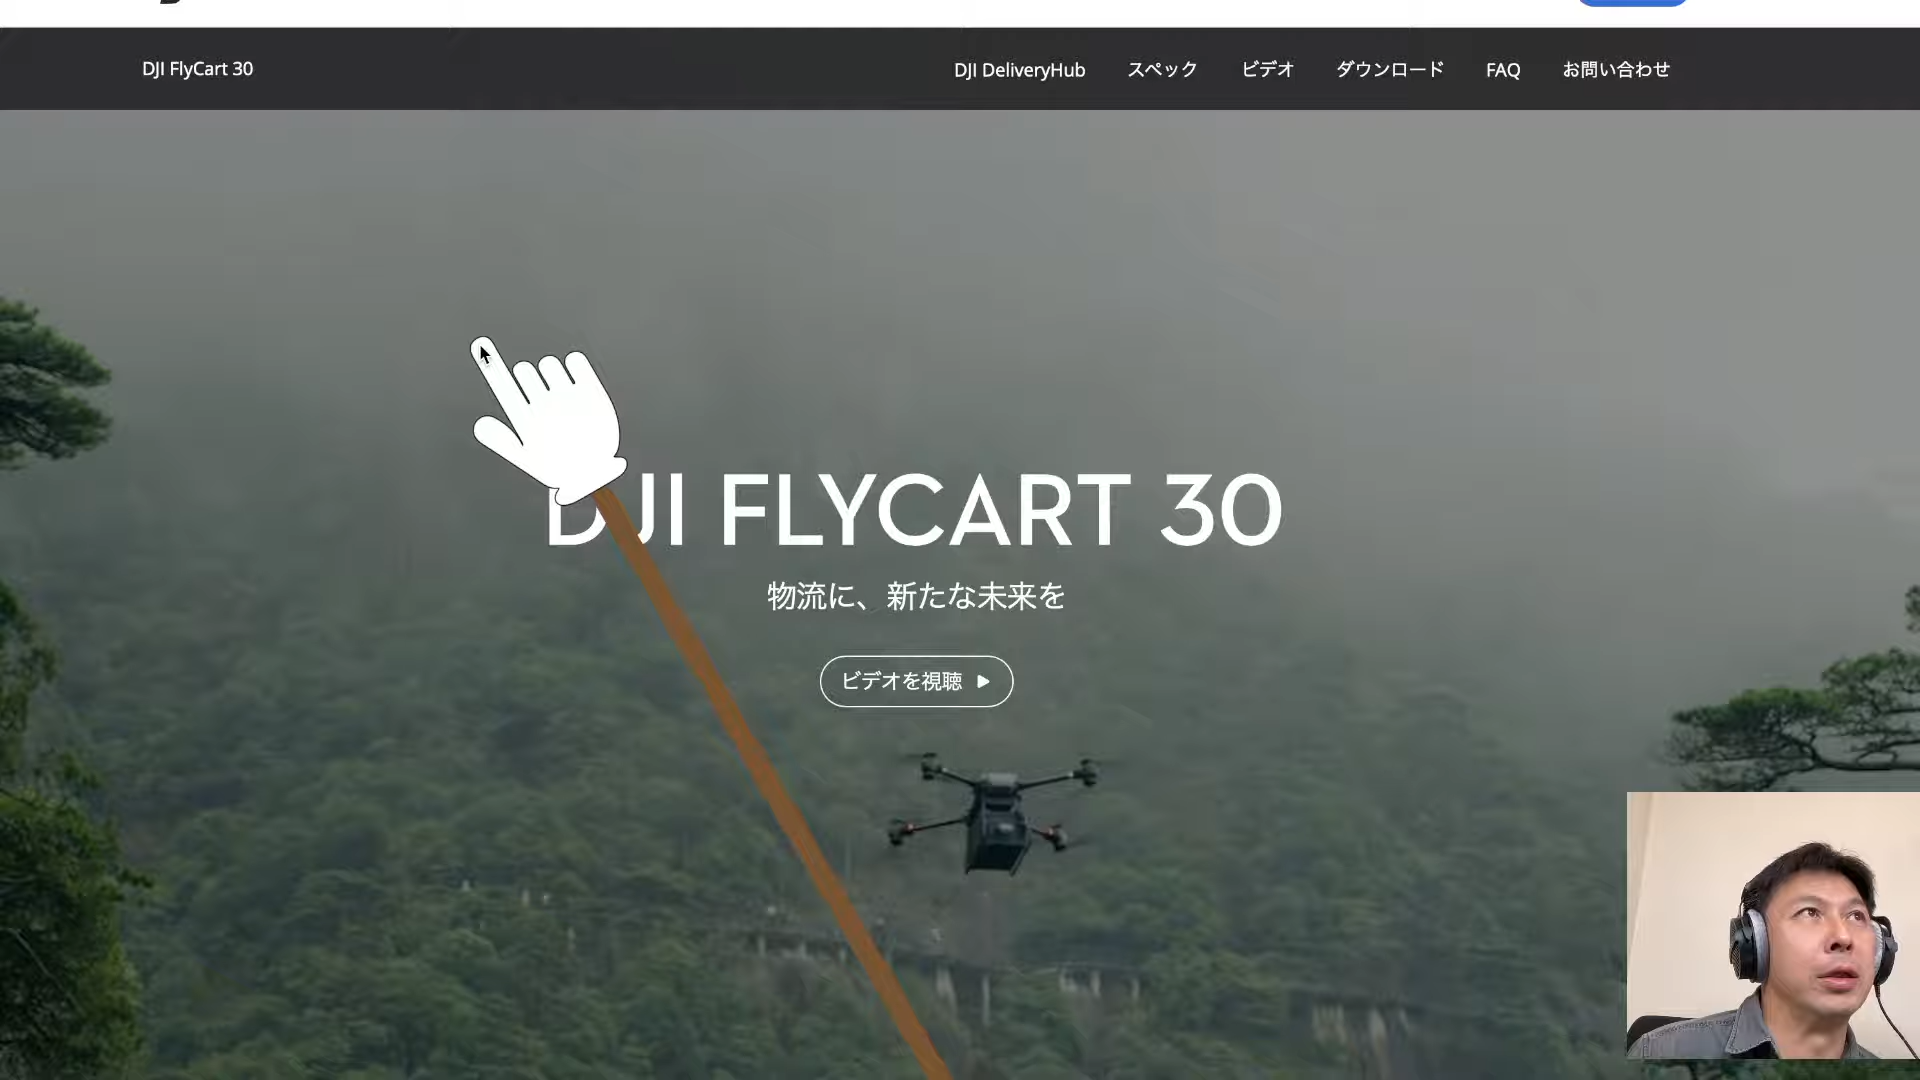 DJI FlyCart 30
DJI DeliveryHub
スペック
ビデオ
ダウンロード
FAQ
お問い合わせ
DJI FLYCART 30
物流に、新たな未来を
ビデオを視聴